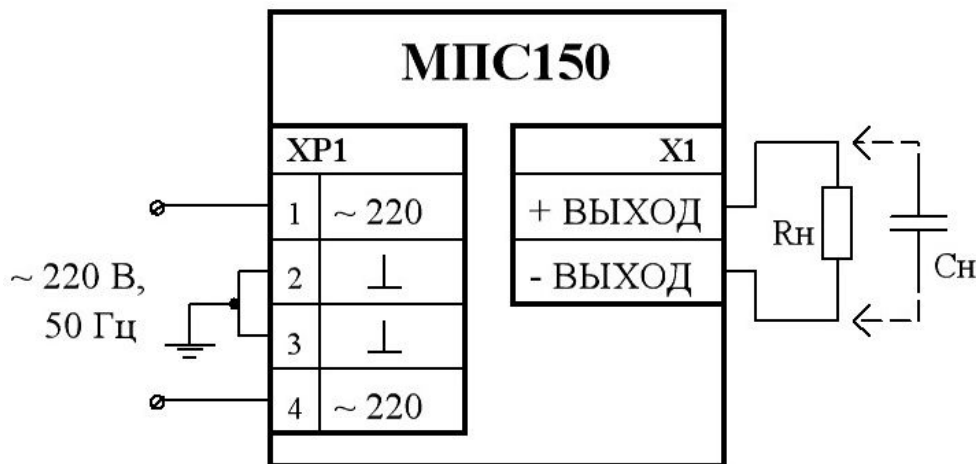 МПС150
XP1
1 ~ 220
2 ⊥
3 ⊥
4 ~ 220
~ 220 В,
50 Гц
X1
+ ВЫХОД
- ВЫХОД
Rн
Cн